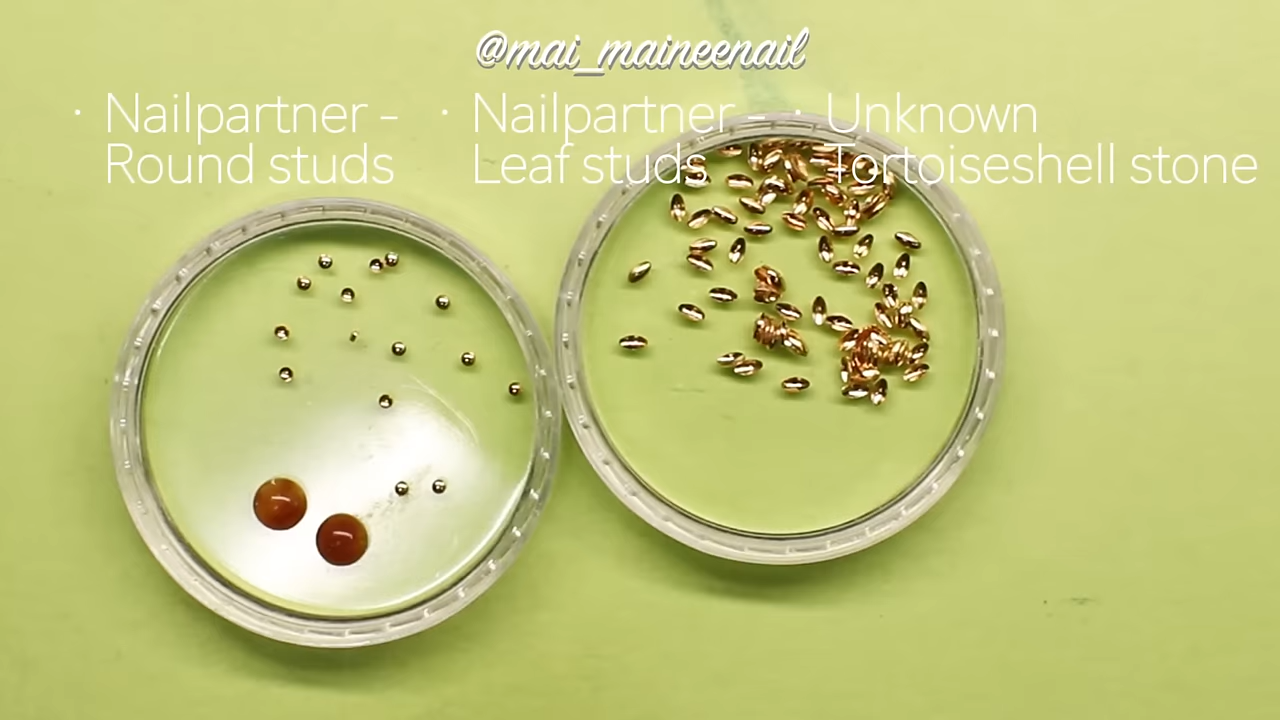 @mai_maineenail
· Nailpartner -
Round studs
· Nailpartner -
Leaf studs
· Unknown
Tortoiseshell stone